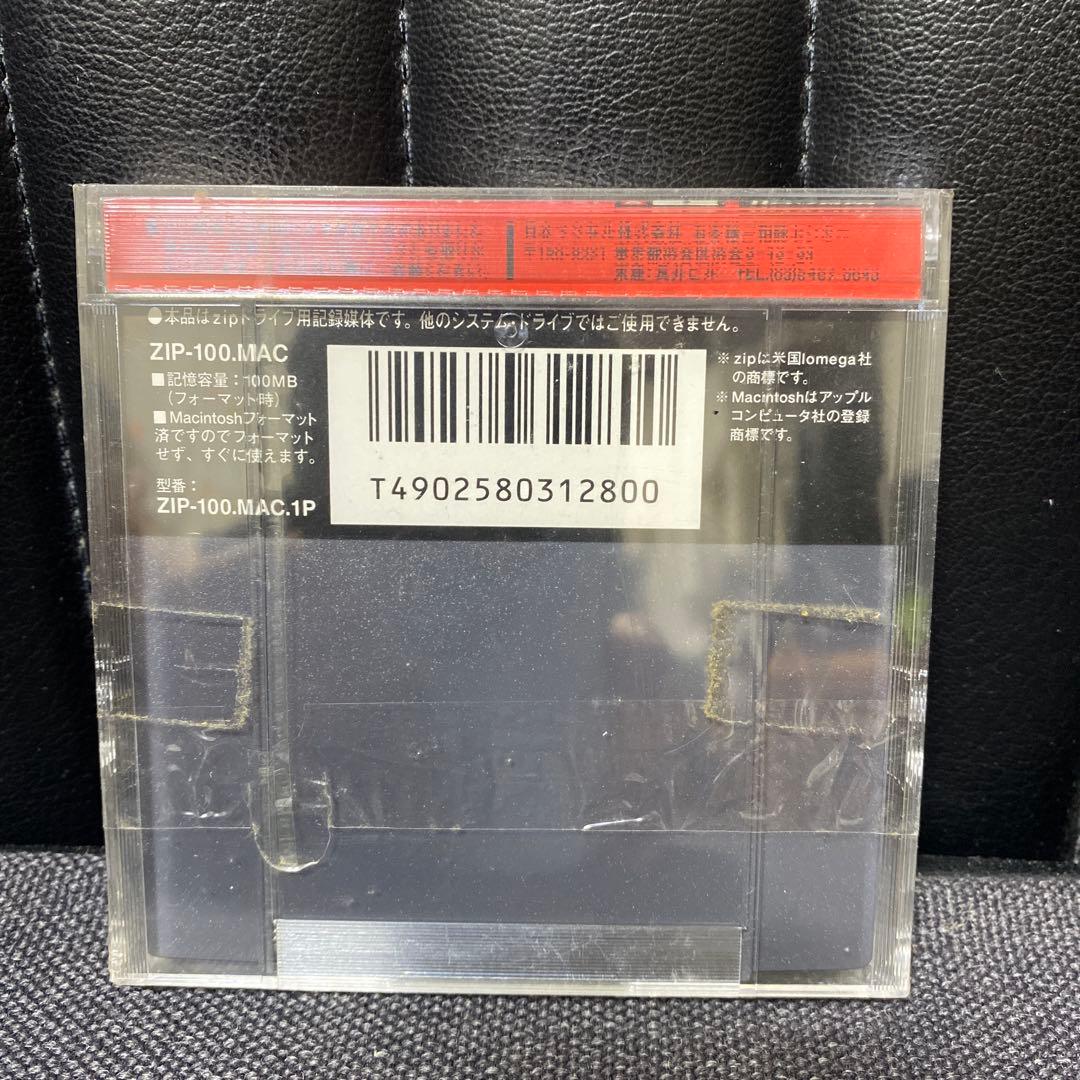 ●本品はzipドライブ用記録媒体です。他のシステム・ドライブではご使用できません。
ZIP-100.MAC
■記憶容量：100MB
（フォーマット時）
■Macintoshフォーマット
済ですのでフォーマット
せず、すぐに使えます。
型番：
ZIP-100.MAC.1P
T4902580312800
※zipは米国Iomega社
の商標です。
※Macintoshはアップル
コンピュータ社の登録
商標です。